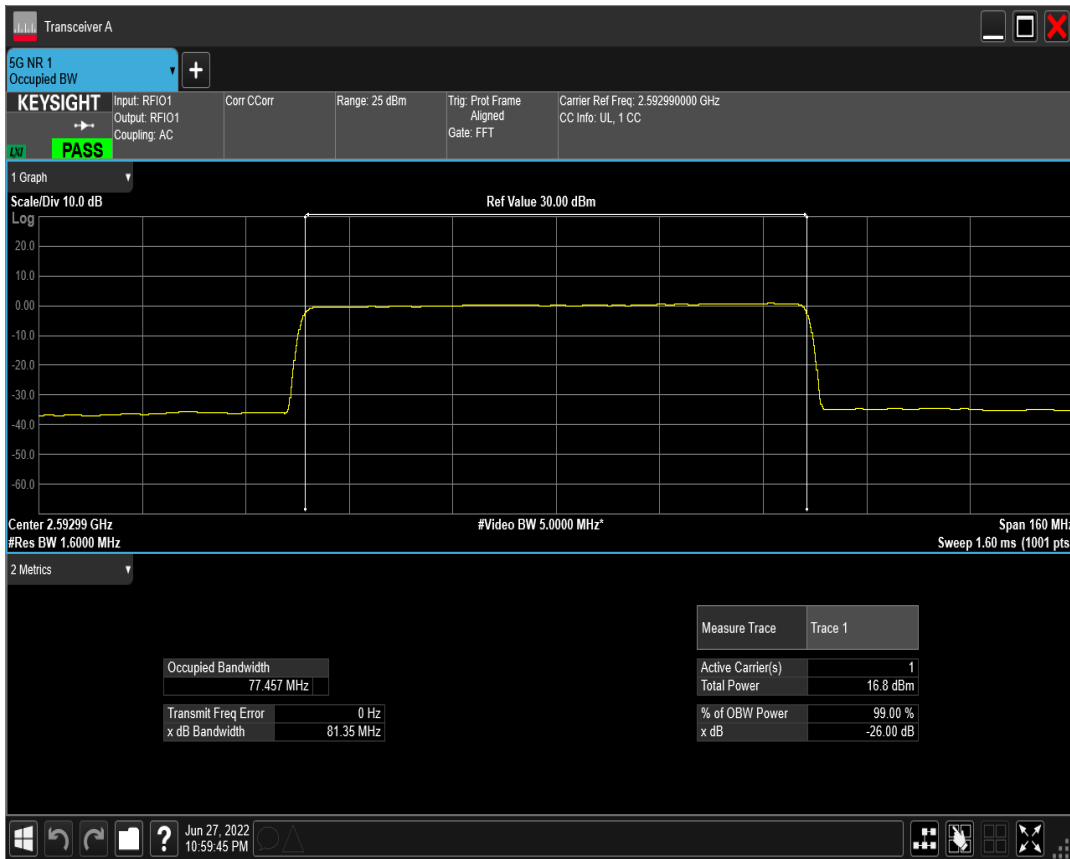 Transceiver A
5G NR 1
Occupied BW
+
KEYSIGHT
LXI
PASS
Input: RFIO1
Output: RFIO1
Coupling: AC
Corr CCorr
Range: 25 dBm
Trig: Prot Frame
Aligned
Gate: FFT
Carrier Ref Freq: 2.592990000 GHz
CC Info: UL, 1 CC
1 Graph
Scale/Div 10.0 dB
Ref Value 30.00 dBm
Log
20.0
10.0
0.00
-10.0
-20.0
-30.0
-40.0
-50.0
-60.0
Center 2.59299 GHz
#Video BW 5.0000 MHz*
Span 160 MHz
#Res BW 1.6000 MHz
Sweep 1.60 ms (1001 pts
2 Metrics
Measure Trace Trace 1
Occupied Bandwidth
77.457 MHz
Active Carrier(s) 1
Total Power 16.8 dBm
Transmit Freq Error 0 Hz
x dB Bandwidth 81.35 MHz
% of OBW Power 99.00 %
x dB -26.00 dB
?
Jun 27, 2022
10:59:45 PM